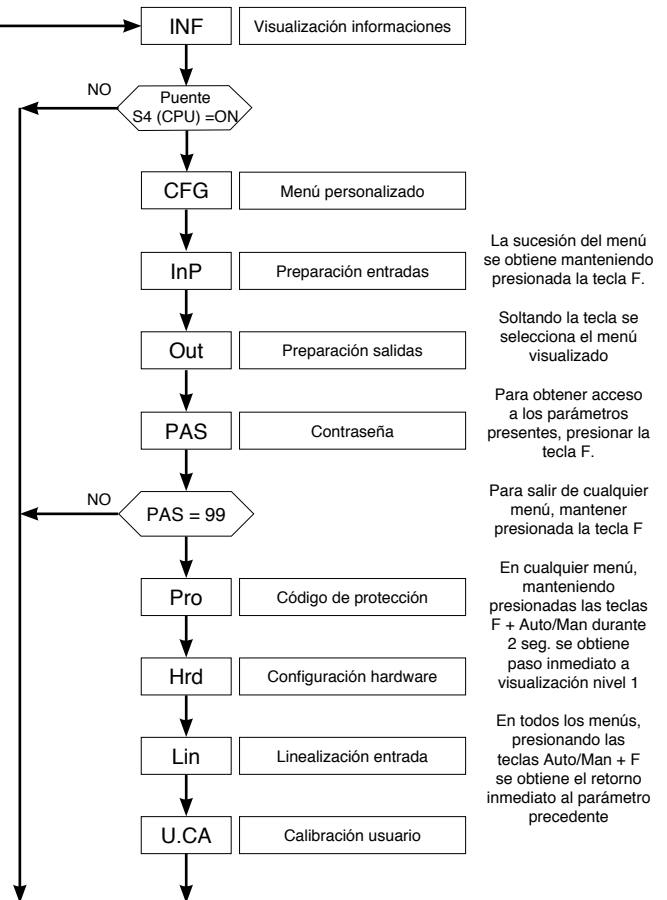 INF
Visualización informaciones
NO
Puente
S4 (CPU) =ON
CFG
Menú personalizado
InP
Preparación entradas
La sucesión del menú
se obtiene manteniendo
presionada la tecla F.
Out
Preparación salidas
Soltando la tecla se
selecciona el menú
visualizado
PAS
Contraseña
Para obtener acceso
a los parámetros
presentes, presionar la
tecla F.
NO
PAS = 99
Para salir de cualquier
menú, mantener
presionada la tecla F
Pro
Código de protección
En cualquier menú,
manteniendo
presionadas las teclas
F + Auto/Man durante
2 seg. se obtiene
paso inmediato a
visualización nivel 1
Hrd
Configuración hardware
Lin
Linealización entrada
En todos los menús,
presionando las
teclas Auto/Man + F
se obtiene el retorno
inmediato al parámetro
precedente
U.CA
Calibración usuario